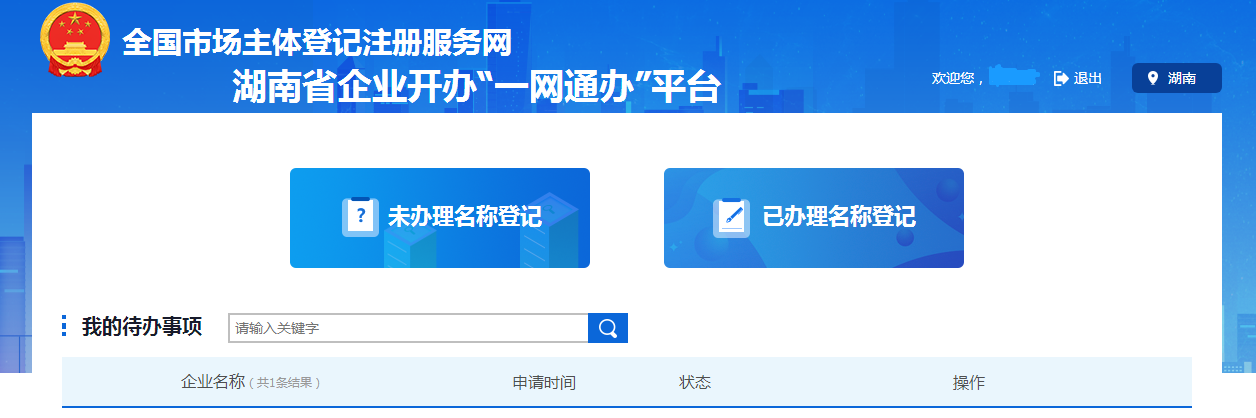 全国市场主体登记注册服务网
湖南省企业开办“一网通办”平台
欢迎您， 退出 湖南
未办理名称登记 已办理名称登记
我的待办事项 请输入关键字
企业名称（共1条结果） 申请时间 状态 操作